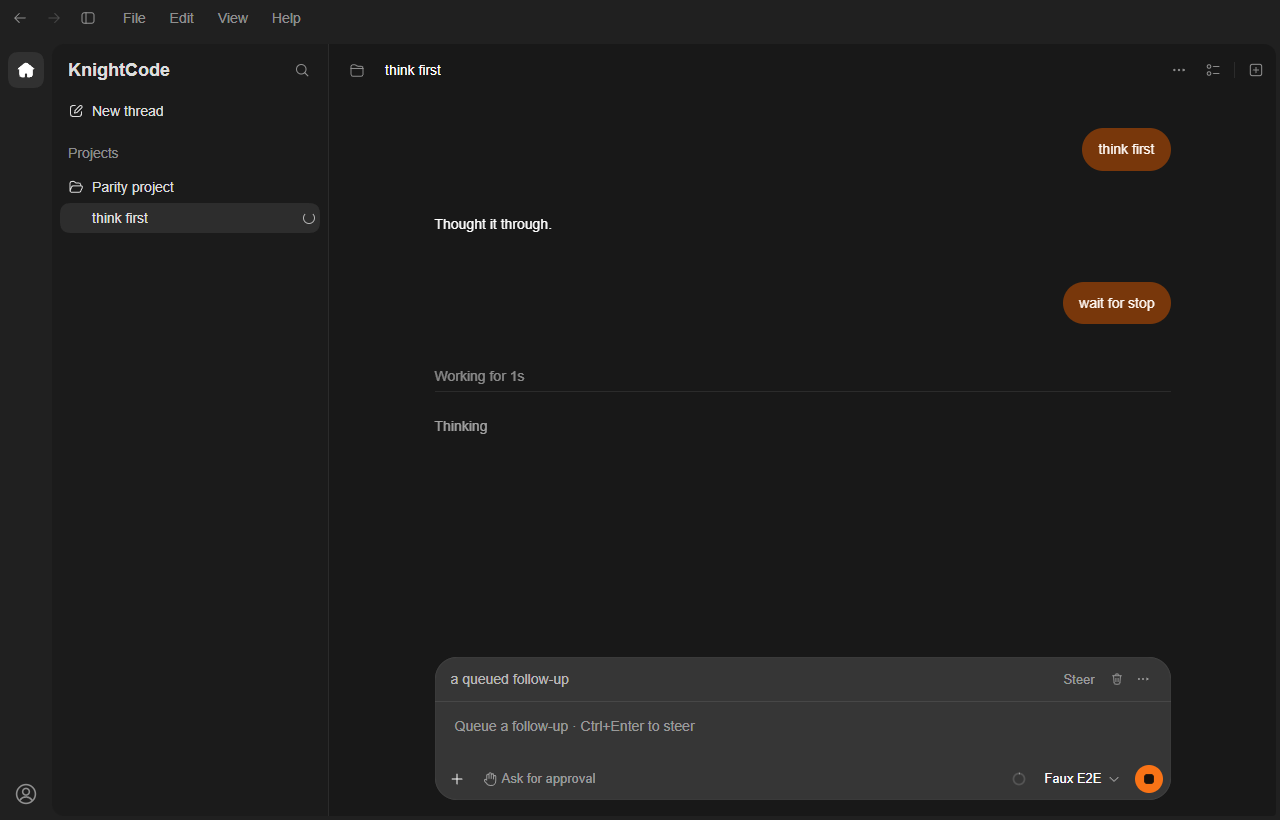 File Edit View Help
KnightCode
New thread
Projects
Parity project
think first
think first
think first
Thought it through.
wait for stop
Working for 1s
Thinking
a queued follow-up Steer
Queue a follow-up · Ctrl+Enter to steer
Ask for approval Faux E2E